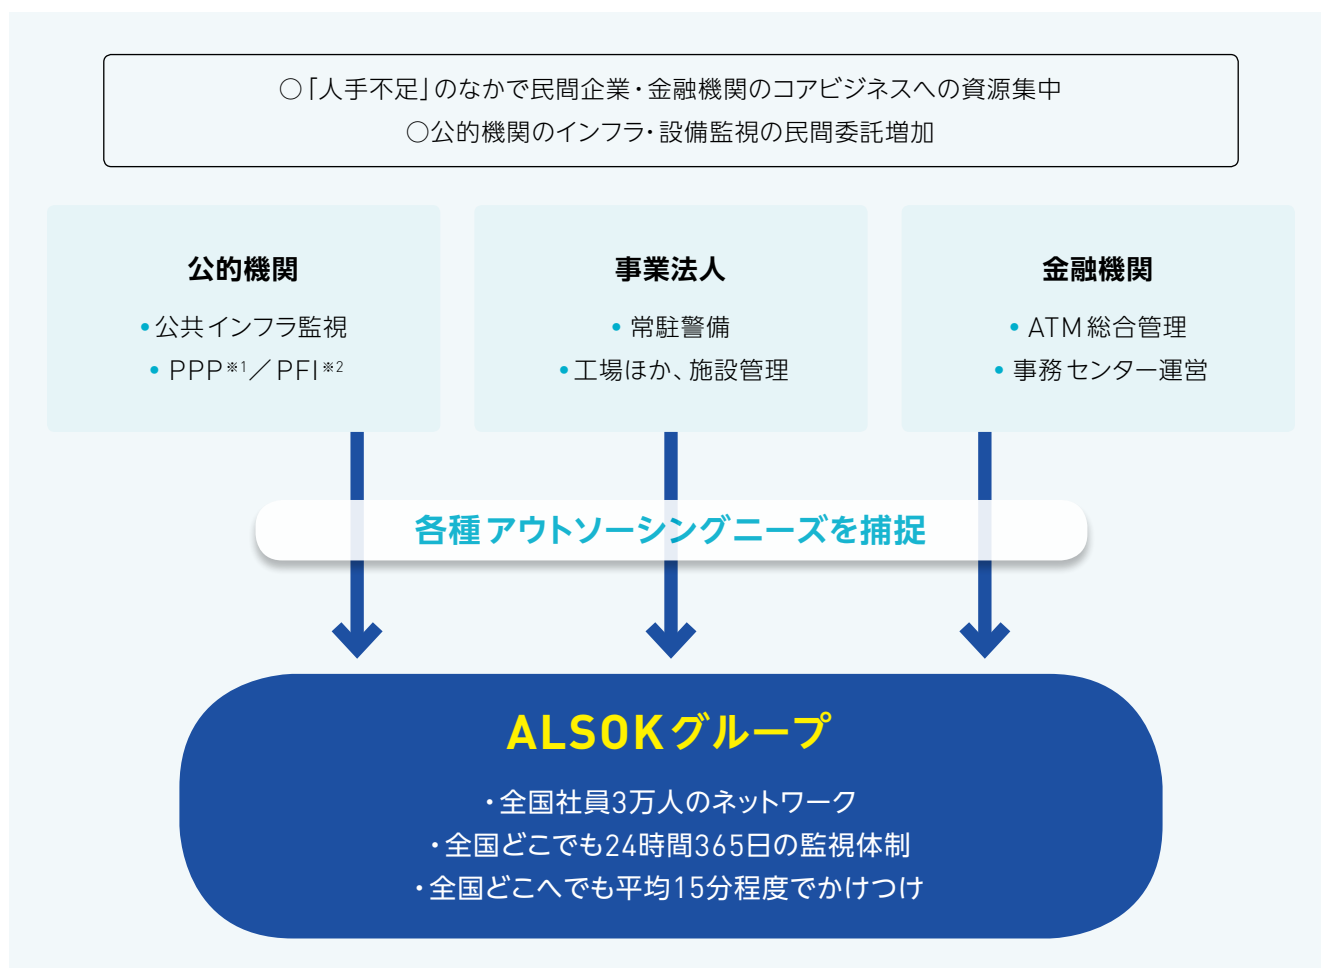 ○「人手不足」のなかで民間企業・金融機関のコアビジネスへの資源集中
○公的機関のインフラ・設備監視の民間委託増加
公的機関
•公共インフラ監視
• PPP※1／PFI※2
事業法人
• 常駐警備
•工場ほか、施設管理
金融機関
• ATM総合管理
• 事務センター運営
各種アウトソーシングニーズを捕捉
ALSOKグループ
・全国社員3万人のネットワーク
・全国どこでも24時間365日の監視体制
・全国どこへでも平均15分程度でかけつけ